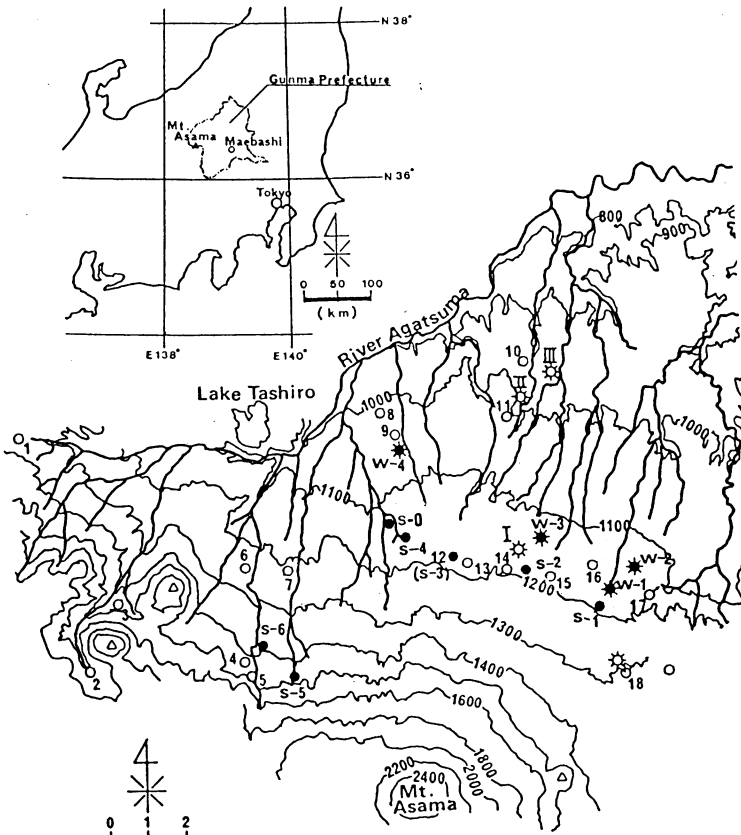 N 38°
Gunma Prefecture
Mt.
Asama
Maebashi
N 36°
Tokyo
0 50 100
(km)
E138° E140°
800
900
River Agatsuma
10
III
II
Lake Tashiro
1000
8
11
1000
1
9
W-4
1100
S-0
W-3
1100
S-4
I
6
7
12
(S-3)
13
14
S-2
1200
15
16
W-2
W-1
17
S-1
1300
S-6
1400
4
5
S-5
18
2
1600
1800
2000
2200
2400
Mt.
Asama
0 1 2